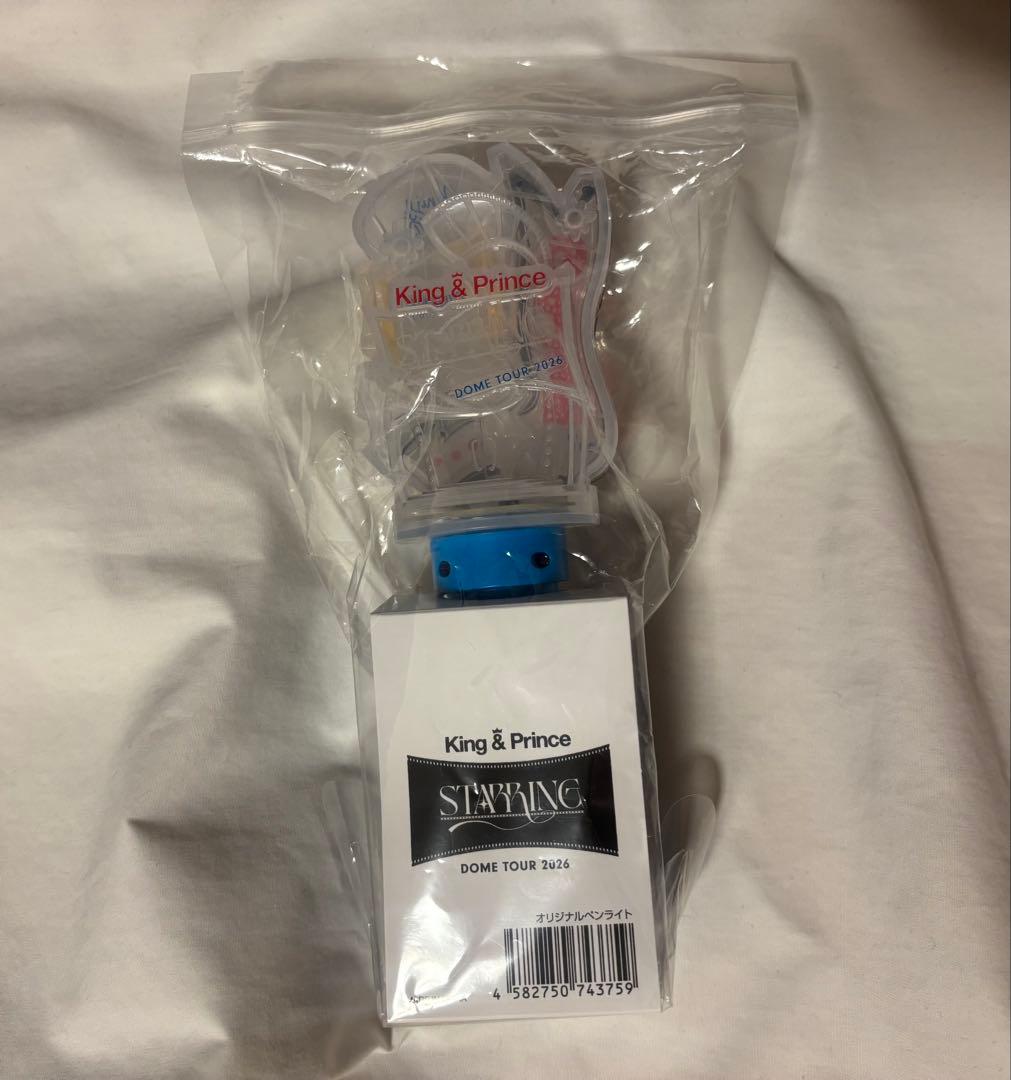 King & Prince
STARRING
DOME TOUR 2026
King & Prince
STARRING
DOME TOUR 2026
オリジナルペンライト
4 582750 743759